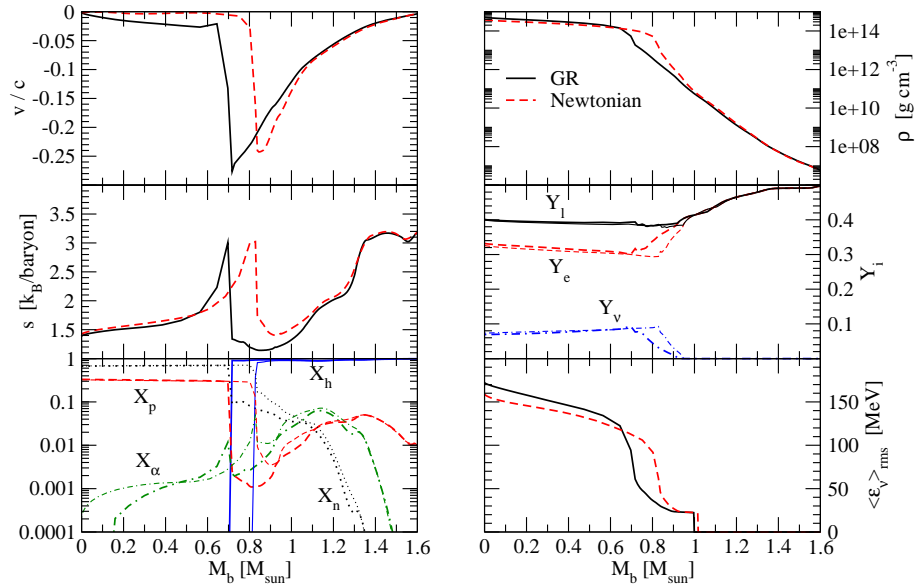 0
-0.05
-0.1
-0.15
-0.2
-0.25
v / c
1e+14
1e+12
1e+10
1e+08
ρ [g cm⁻³]
GR
Newtonian
3.5
3
2.5
2
1.5
s [k_B/baryon]
0.4
0.3
0.2
0.1
Y_i
Y_l
Y_e
Y_ν
1
0.1
0.01
0.001
0.0001
X_h
X_p
X_α
X_n
150
100
50
0
<ε_ν>_rms [MeV]
0 0.2 0.4 0.6 0.8 1 1.2 1.4 1.6
M_b [M_sun]
0 0.2 0.4 0.6 0.8 1 1.2 1.4 1.6
M_b [M_sun]